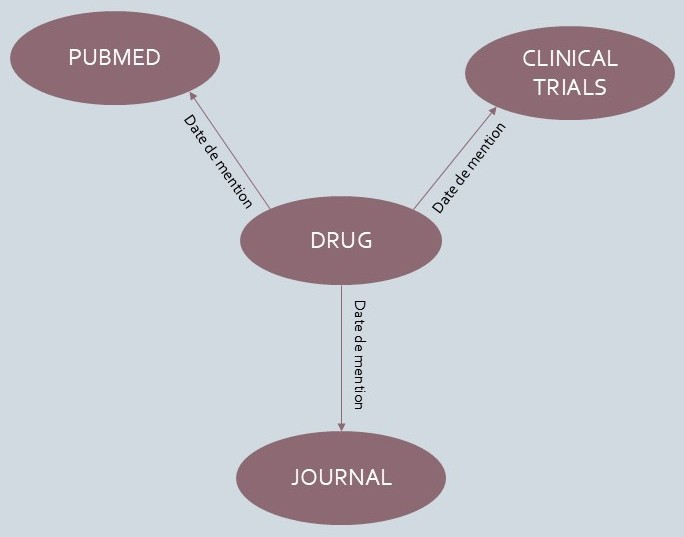 PUBMED
CLINICAL
TRIALS
Date de mention
Date de mention
DRUG
Date de mention
JOURNAL